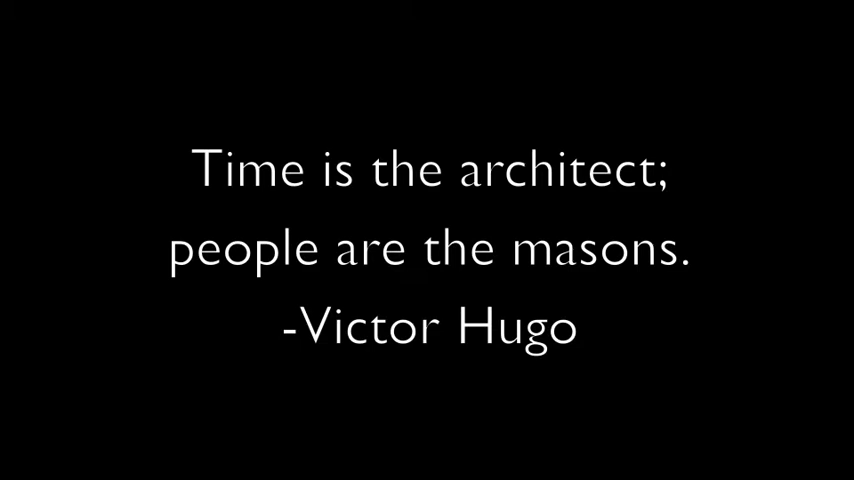 Time is the architect;
people are the masons.
-Victor Hugo